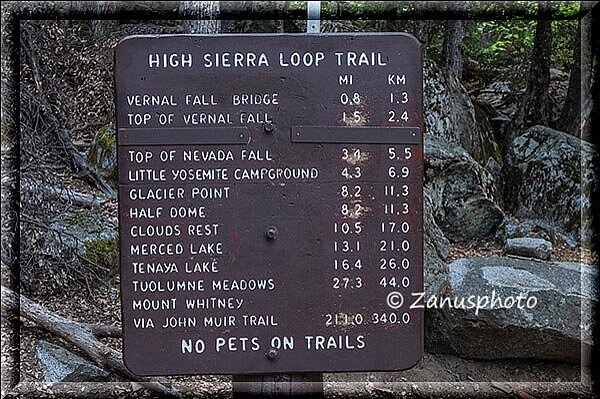 HIGH SIERRA LOOP TRAIL
MI KM
VERNAL FALL BRIDGE 0.8 1.3
TOP OF VERNAL FALL 1.5 2.4
TOP OF NEVADA FALL 3.4 5.5
LITTLE YOSEMITE CAMPGROUND 4.3 6.9
GLACIER POINT 8.2 11.3
HALF DOME 8.2 11.3
CLOUDS REST 10.5 17.0
MERCED LAKE 13.1 21.0
TENAYA LAKE 16.4 26.0
TUOLUMNE MEADOWS 27.3 44.0
MOUNT WHITNEY
VIA JOHN MUIR TRAIL 211.0 340.0
NO PETS ON TRAILS
© Zanusphoto